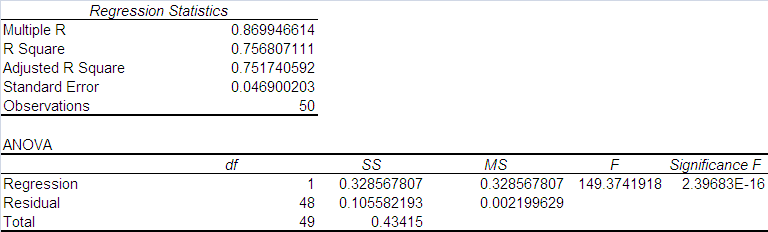 Regression Statistics
Multiple R 0.869946614
R Square 0.756807111
Adjusted R Square 0.751740592
Standard Error 0.046900203
Observations 50
ANOVA
df SS MS F Significance F
Regression 1 0.328567807 0.328567807 149.3741918 2.39683E-16
Residual 48 0.105582193 0.002199629
Total 49 0.43415